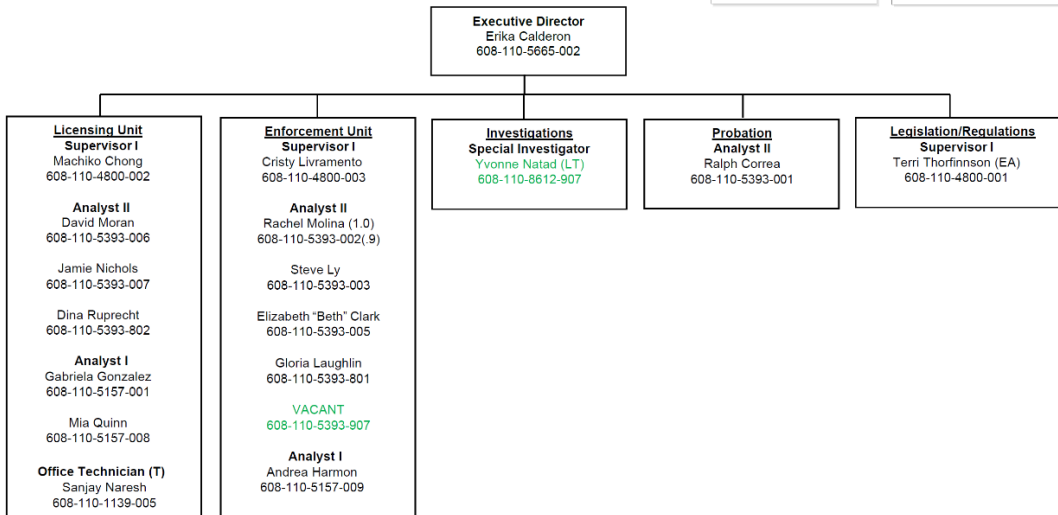 Executive Director
Erika Calderon
608-110-5665-002
Licensing Unit
Supervisor I
Machiko Chong
608-110-4800-002
Analyst II
David Moran
608-110-5393-006
Jamie Nichols
608-110-5393-007
Dina Ruprecht
608-110-5393-802
Analyst I
Gabriela Gonzalez
608-110-5157-001
Mia Quinn
608-110-5157-008
Office Technician (T)
Sanjay Naresh
608-110-1139-005
Enforcement Unit
Supervisor I
Cristy Livramento
608-110-4800-003
Analyst II
Rachel Molina (1.0)
608-110-5393-002(.9)
Steve Ly
608-110-5393-003
Elizabeth “Beth” Clark
608-110-5393-005
Gloria Laughlin
608-110-5393-801
VACANT
608-110-5393-907
Analyst I
Andrea Harmon
608-110-5157-009
Investigations
Special Investigator
Yvonne Natad (LT)
608-110-8612-907
Probation
Analyst II
Ralph Correa
608-110-5393-001
Legislation/Regulations
Supervisor I
Terri Thorfinnson (EA)
608-110-4800-001